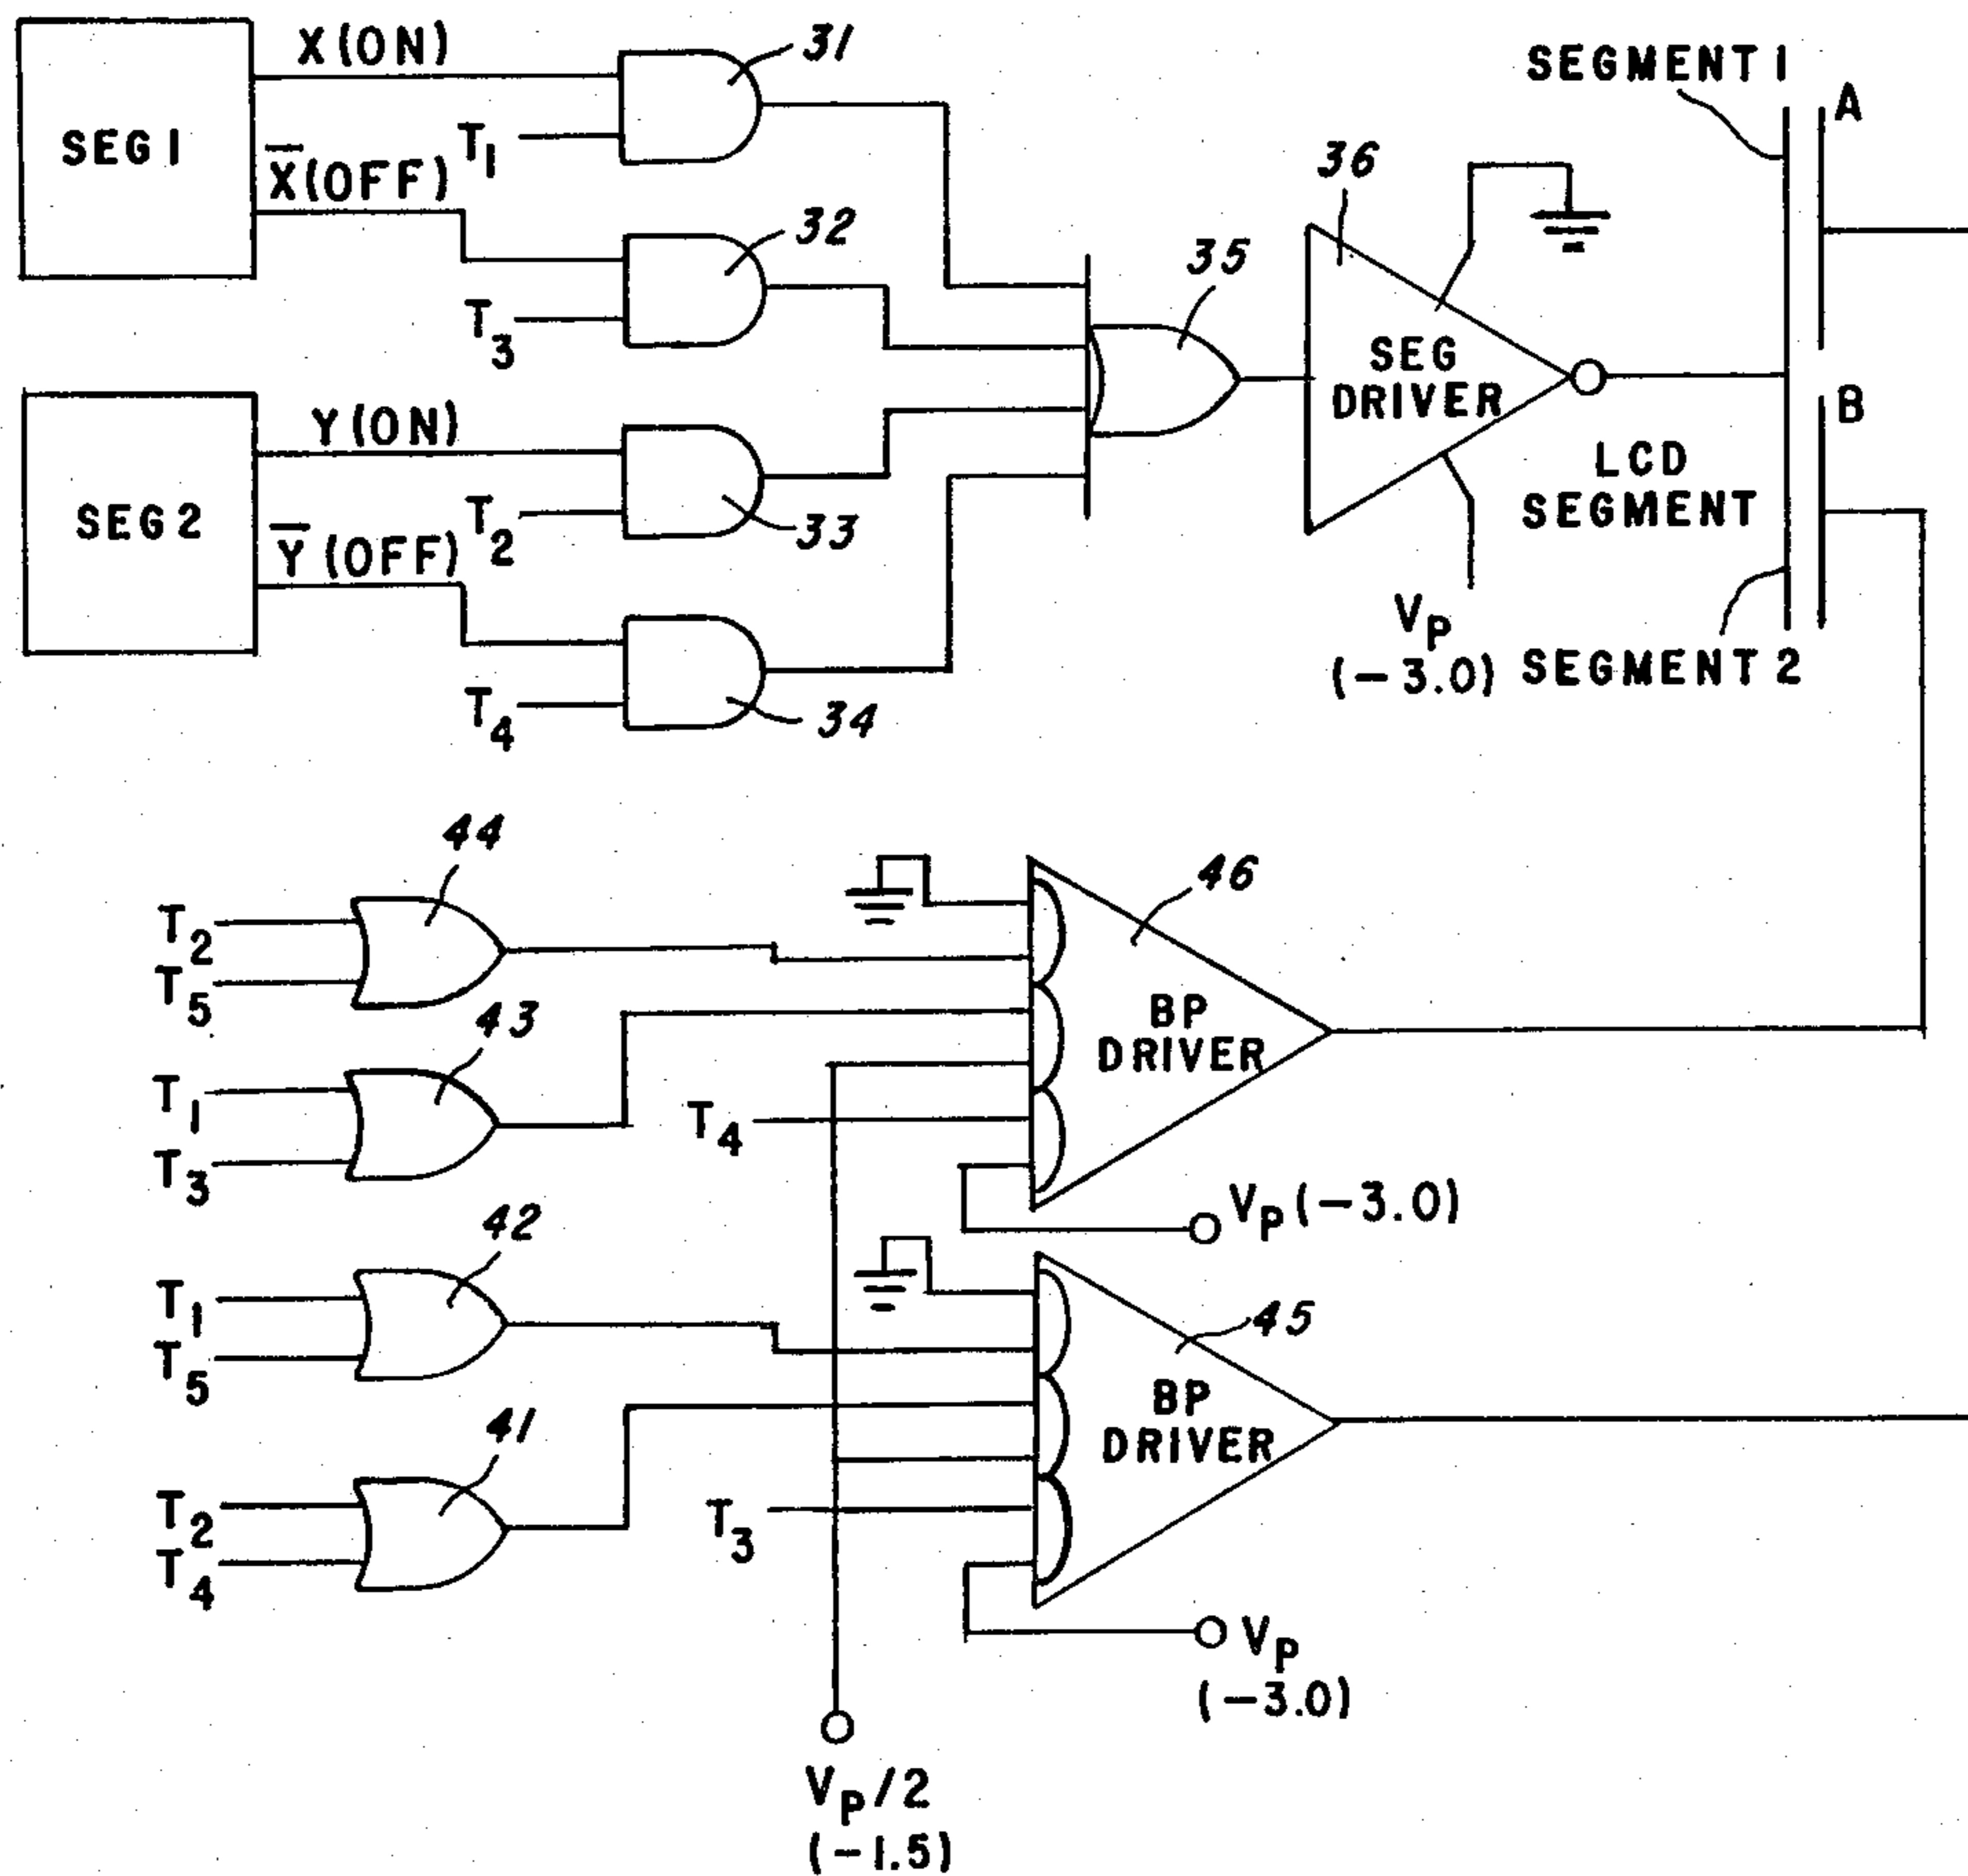 X(ON)
31
SEGMENT 1
A
SEG 1
T1
X̅(OFF)
36
32
35
T3
SEG
DRIVER
Y(ON)
B
LCD
SEGMENT
SEG2
T2
33
Y̅(OFF)
VP
(-3.0)
SEGMENT 2
T4
34
44
46
T2
T5
43
BP
DRIVER
T1
T4
T3
VP(-3.0)
42
T1
45
T5
BP
DRIVER
41
T2
T3
T4
VP
(-3.0)
VP/2
(-1.5)